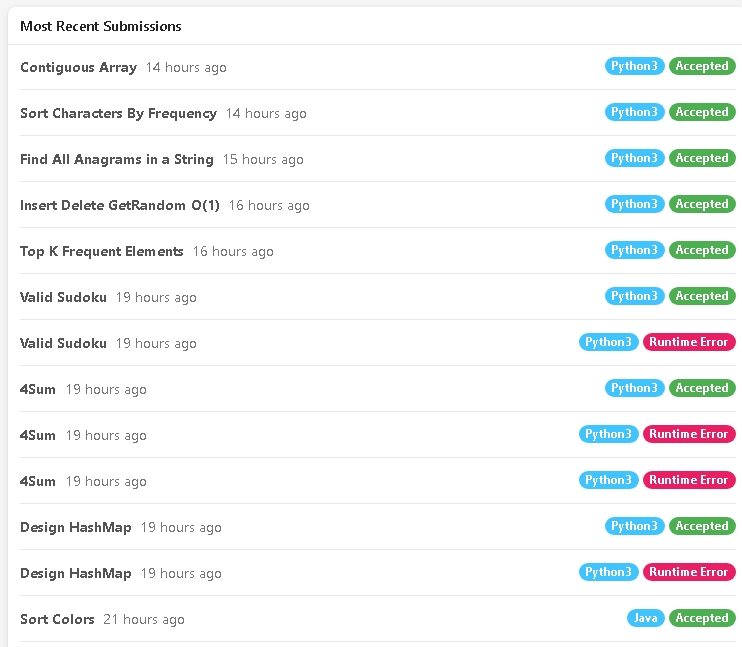 Most Recent Submissions
Contiguous Array 14 hours ago Python3 Accepted
Sort Characters By Frequency 14 hours ago Python3 Accepted
Find All Anagrams in a String 15 hours ago Python3 Accepted
Insert Delete GetRandom O(1) 16 hours ago Python3 Accepted
Top K Frequent Elements 16 hours ago Python3 Accepted
Valid Sudoku 19 hours ago Python3 Accepted
Valid Sudoku 19 hours ago Python3 Runtime Error
4Sum 19 hours ago Python3 Accepted
4Sum 19 hours ago Python3 Runtime Error
4Sum 19 hours ago Python3 Runtime Error
Design HashMap 19 hours ago Python3 Accepted
Design HashMap 19 hours ago Python3 Runtime Error
Sort Colors 21 hours ago Java Accepted